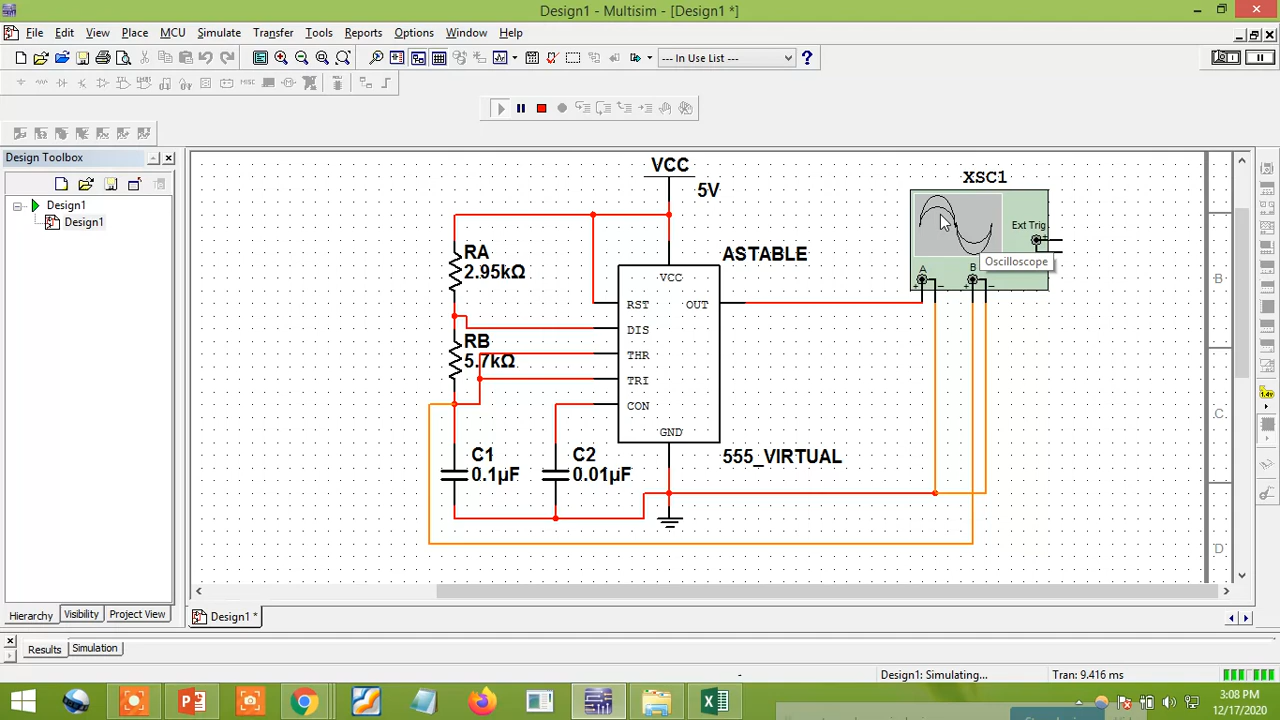 Design1 - Multisim - [Design1 *]
File Edit View Place MCU Simulate Transfer Tools Reports Options Window Help
--- In Use List ---
Design Toolbox
Design1
Design1
VCC
5V
XSC1
Ext Trig
A
B
Oscilloscope
RA
2.95kΩ
RB
5.7kΩ
ASTABLE
VCC
RST
OUT
DIS
THR
TRI
CON
GND
555_VIRTUAL
C1
0.1µF
C2
0.01µF
B
C
D
1.4v
Hierarchy Visibility Project View
Design1 *
Results Simulation
- Design1: Simulating... Tran: 9.416 ms
3:08 PM
12/17/2020